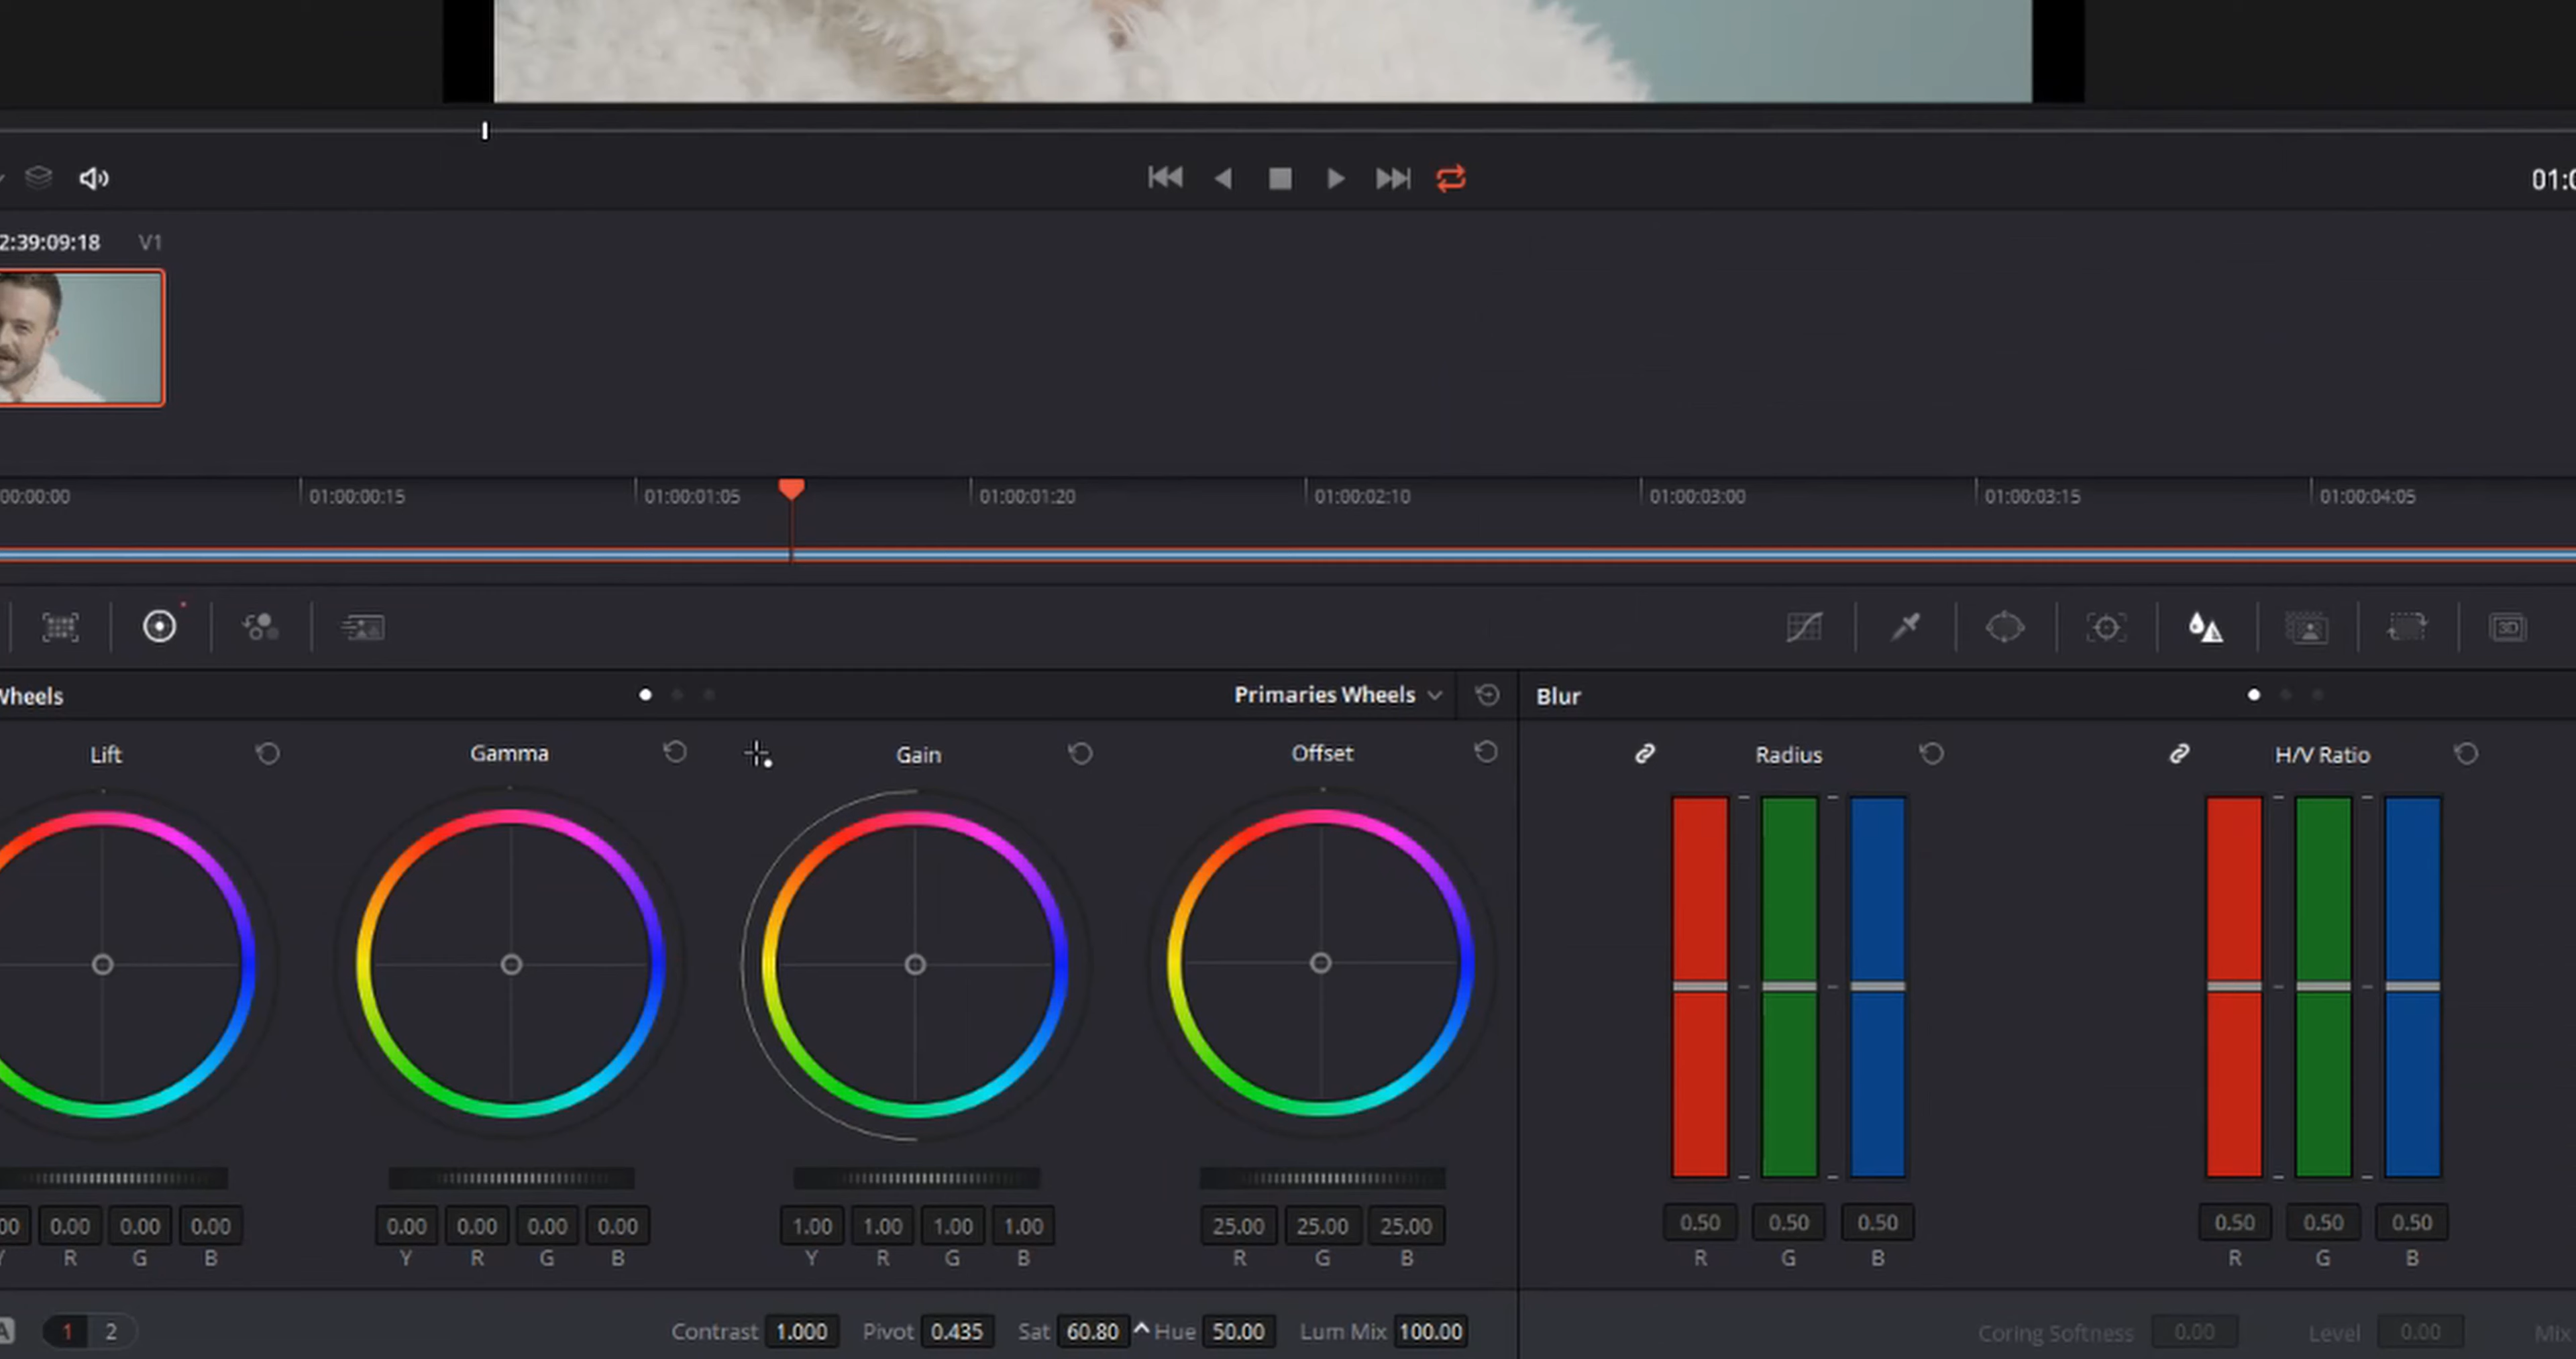 01:0
2:39:09:18 V1
00:00:00 01:00:00:15 01:00:01:05 01:00:01:20 01:00:02:10 01:00:03:00 01:00:03:15 01:00:04:05
3D
Wheels Primaries Wheels Blur
Lift Gamma Gain Offset Radius H/V Ratio
00 0.00 0.00 0.00 0.00 0.00 0.00 0.00 1.00 1.00 1.00 1.00 25.00 25.00 25.00 0.50 0.50 0.50 0.50 0.50 0.50
Y R G B Y R G B Y R G B R G B R G B R G B
A 1 2 Contrast 1.000 Pivot 0.435 Sat 60.80 Hue 50.00 Lum Mix 100.00 Coring Softness 0.00 Level 0.00 Mix